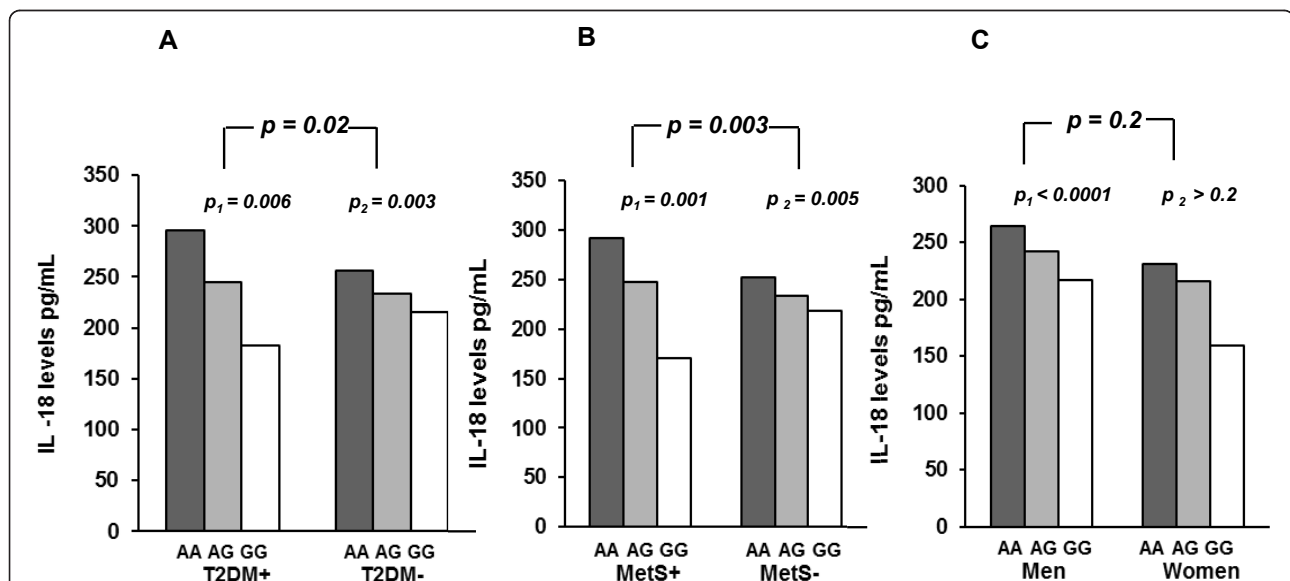 A
p = 0.02
p1 = 0.006 p2 = 0.003
IL -18 levels pg/mL
350
300
250
200
150
100
50
0
AA AG GG AA AG GG
T2DM+ T2DM-
B
p = 0.003
p1 = 0.001 p 2 = 0.005
IL-18 levels pg/mL
350
300
250
200
150
100
50
0
AA AG GG AA AG GG
MetS+ MetS-
C
p = 0.2
p1 < 0.0001 p 2 > 0.2
IL-18 levels pg/mL
300
250
200
150
100
50
0
AA AG GG AA AG GG
Men Women